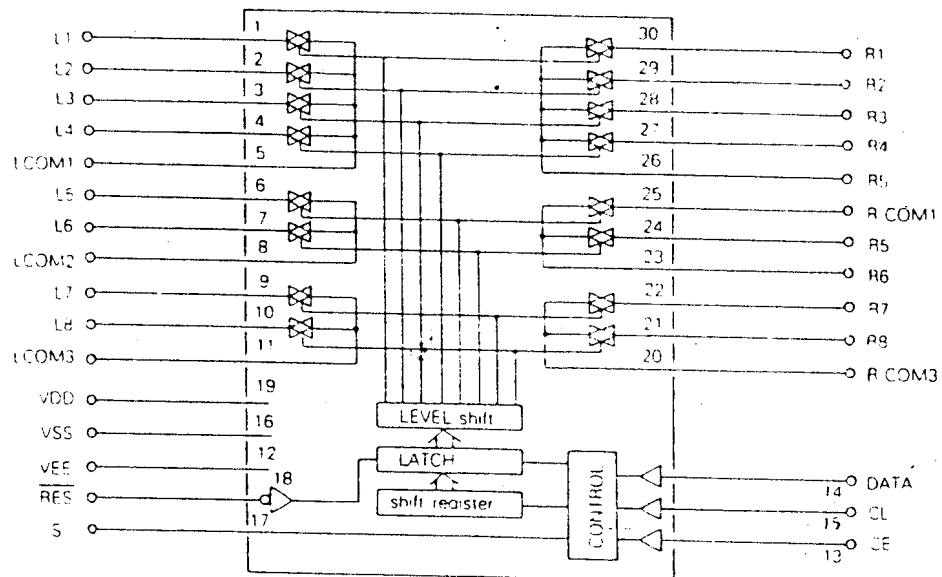 L1
1
L2
2
L3
3
L4
4
LCOM1
5
L5
6
L6
7
LCOM2
8
L7
9
L8
10
LCOM3
11
VDD
19
VSS
16
VEE
12
RES
18
S
17
30
R1
29
R2
28
R3
27
R4
26
R5
25
R COM1
24
R5
23
R6
22
R7
21
R8
20
R COM3
LEVEL shift
LATCH
shift register
CONTROL
14
DATA
15
CL
13
CE